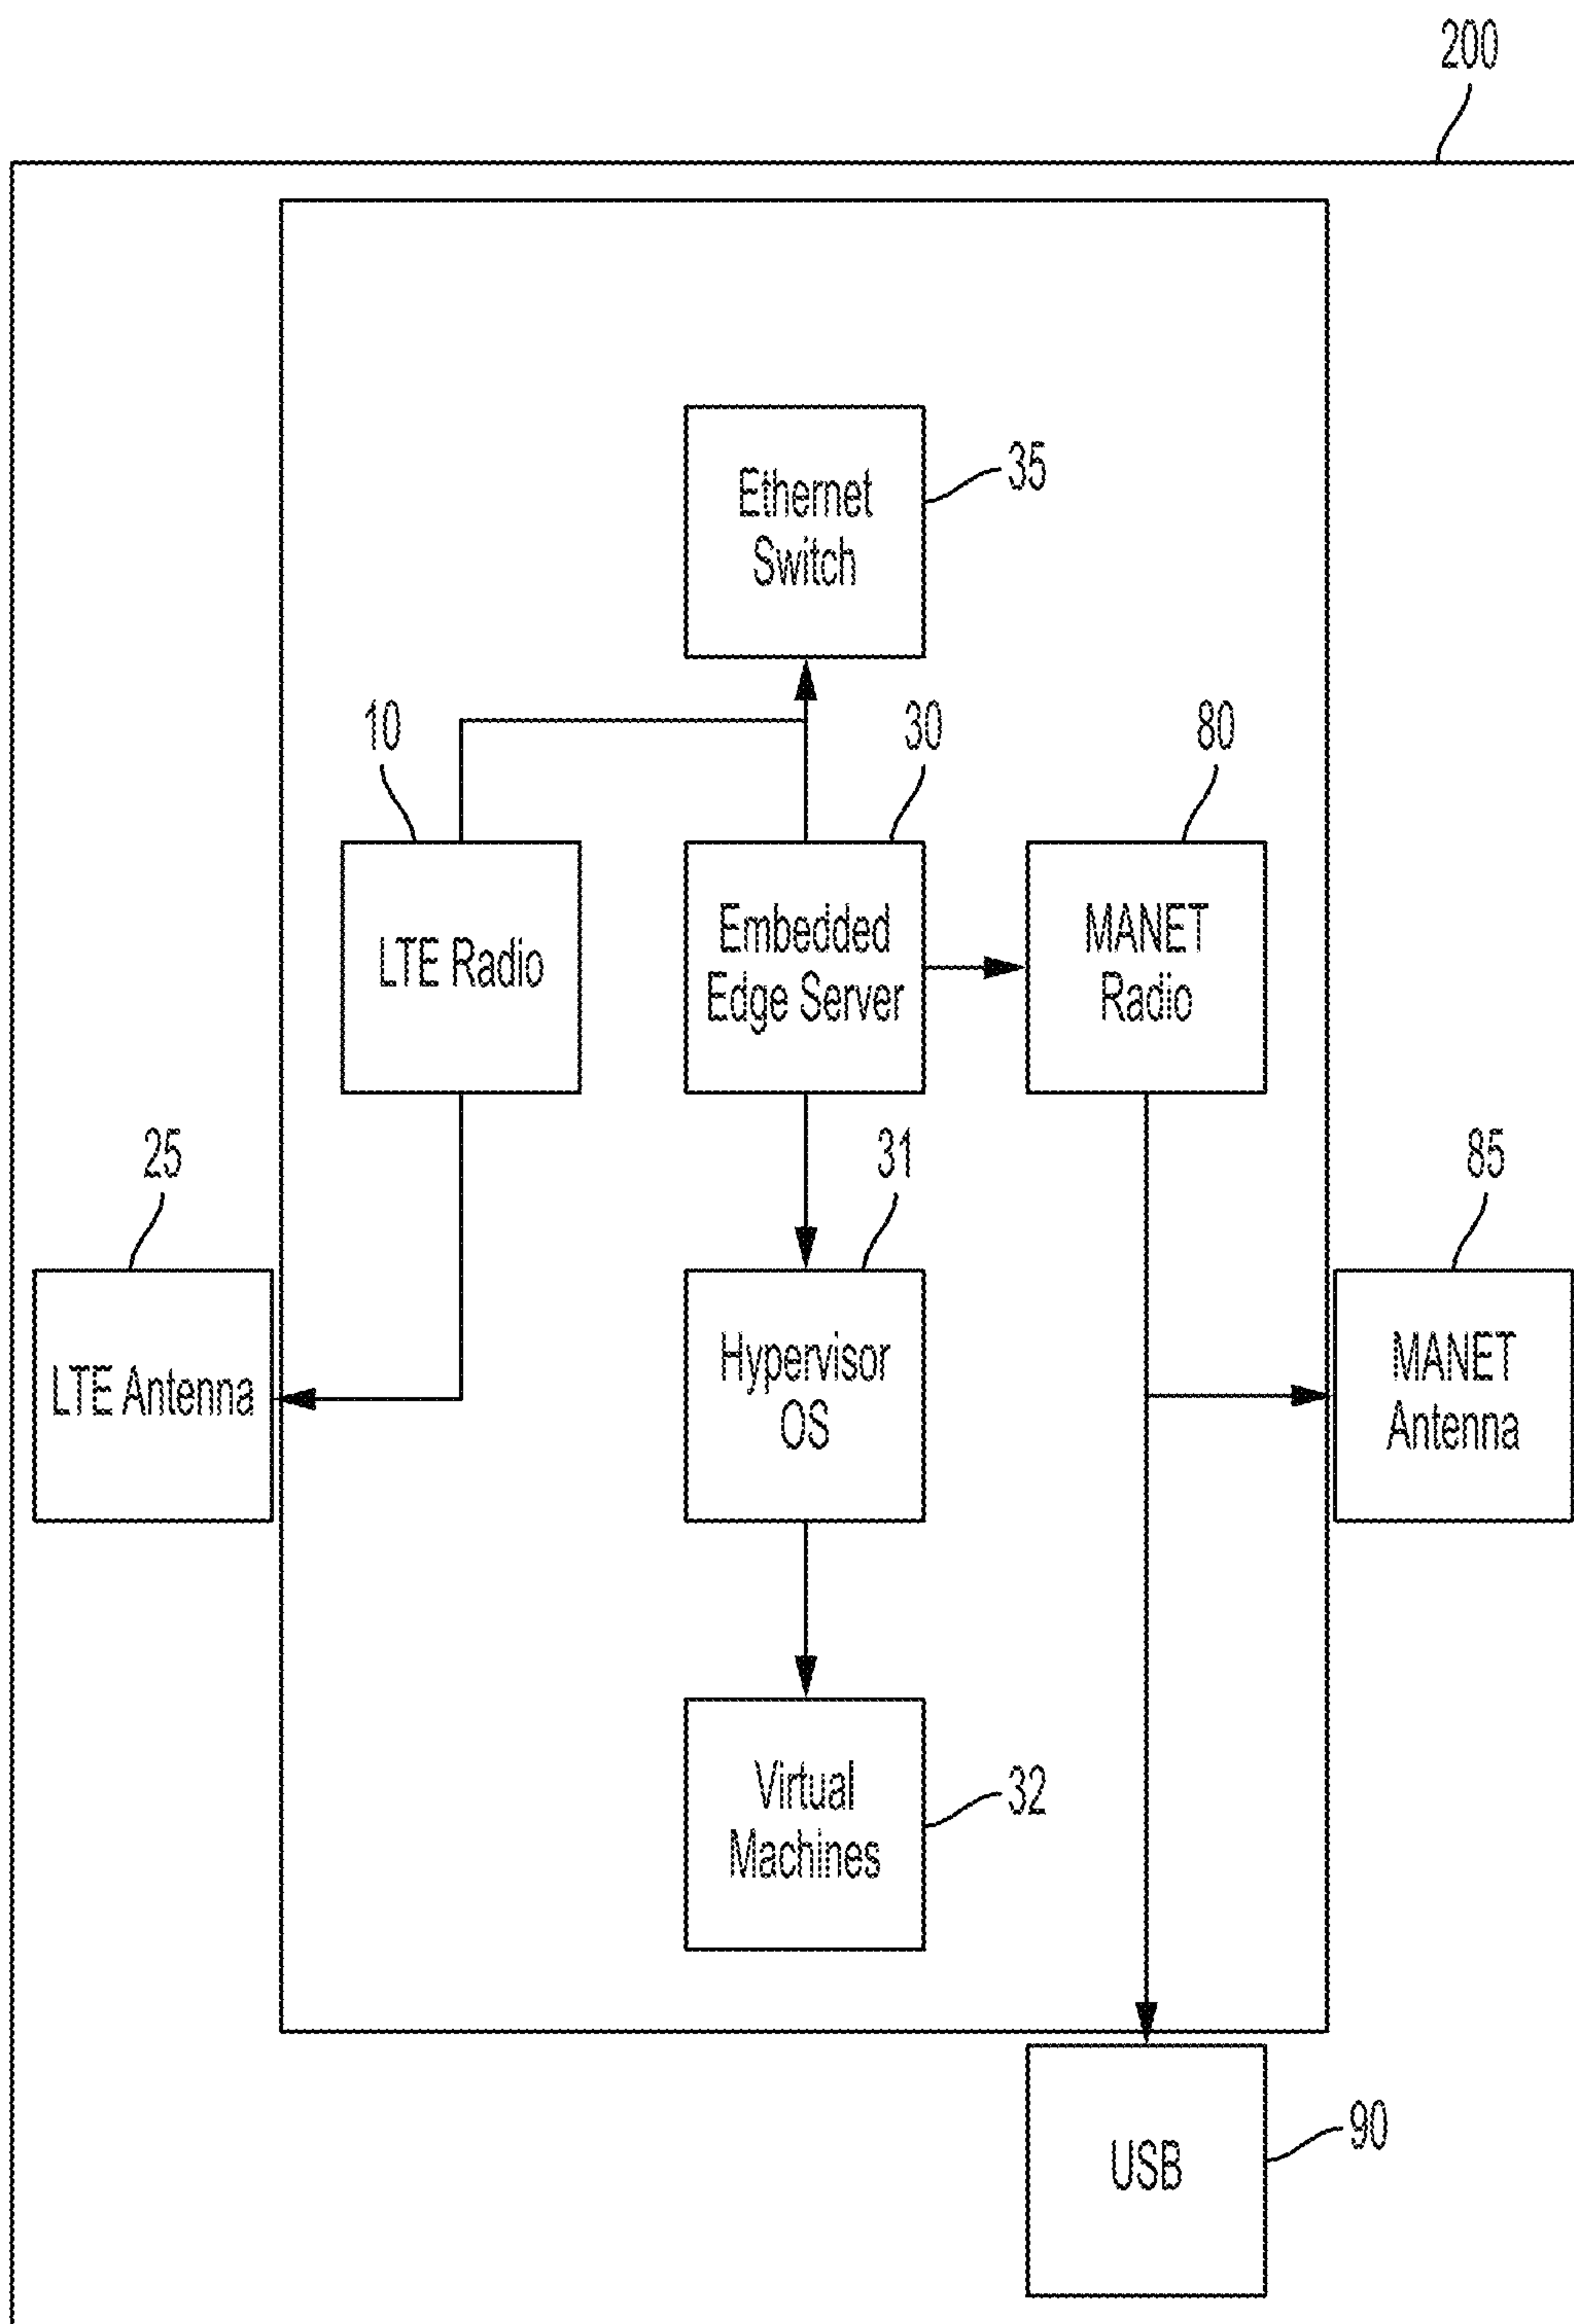 200
Ethernet
Switch
35
10
30
80
LTE Radio
Embedded
Edge Server
MANET
Radio
25
31
85
LTE Antenna
Hypervisor
OS
MANET
Antenna
Virtual
Machines
32
USB
90